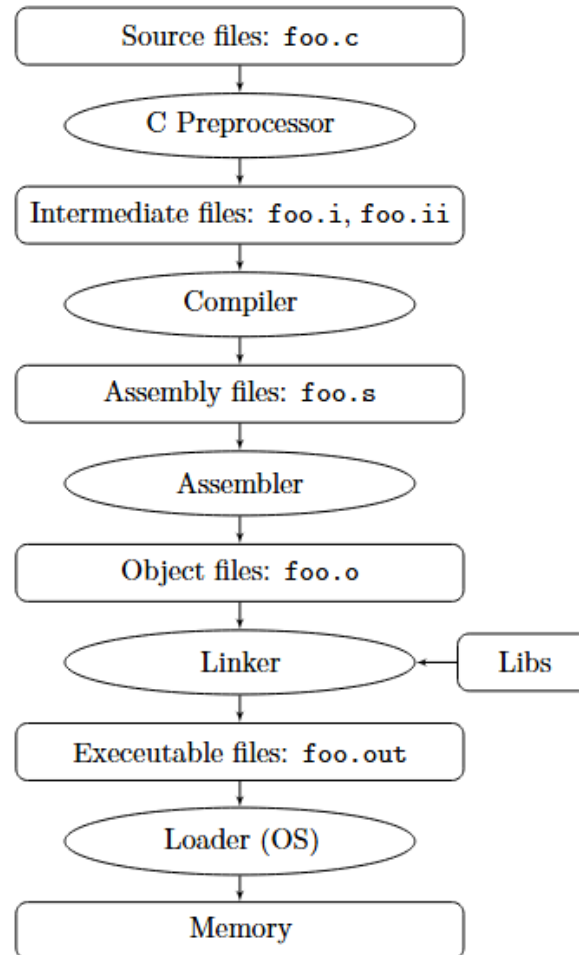 Source files: foo.c
C Preprocessor
Intermediate files: foo.i, foo.ii
Compiler
Assembly files: foo.s
Assembler
Object files: foo.o
Linker
Libs
Execeutable files: foo.out
Loader (OS)
Memory